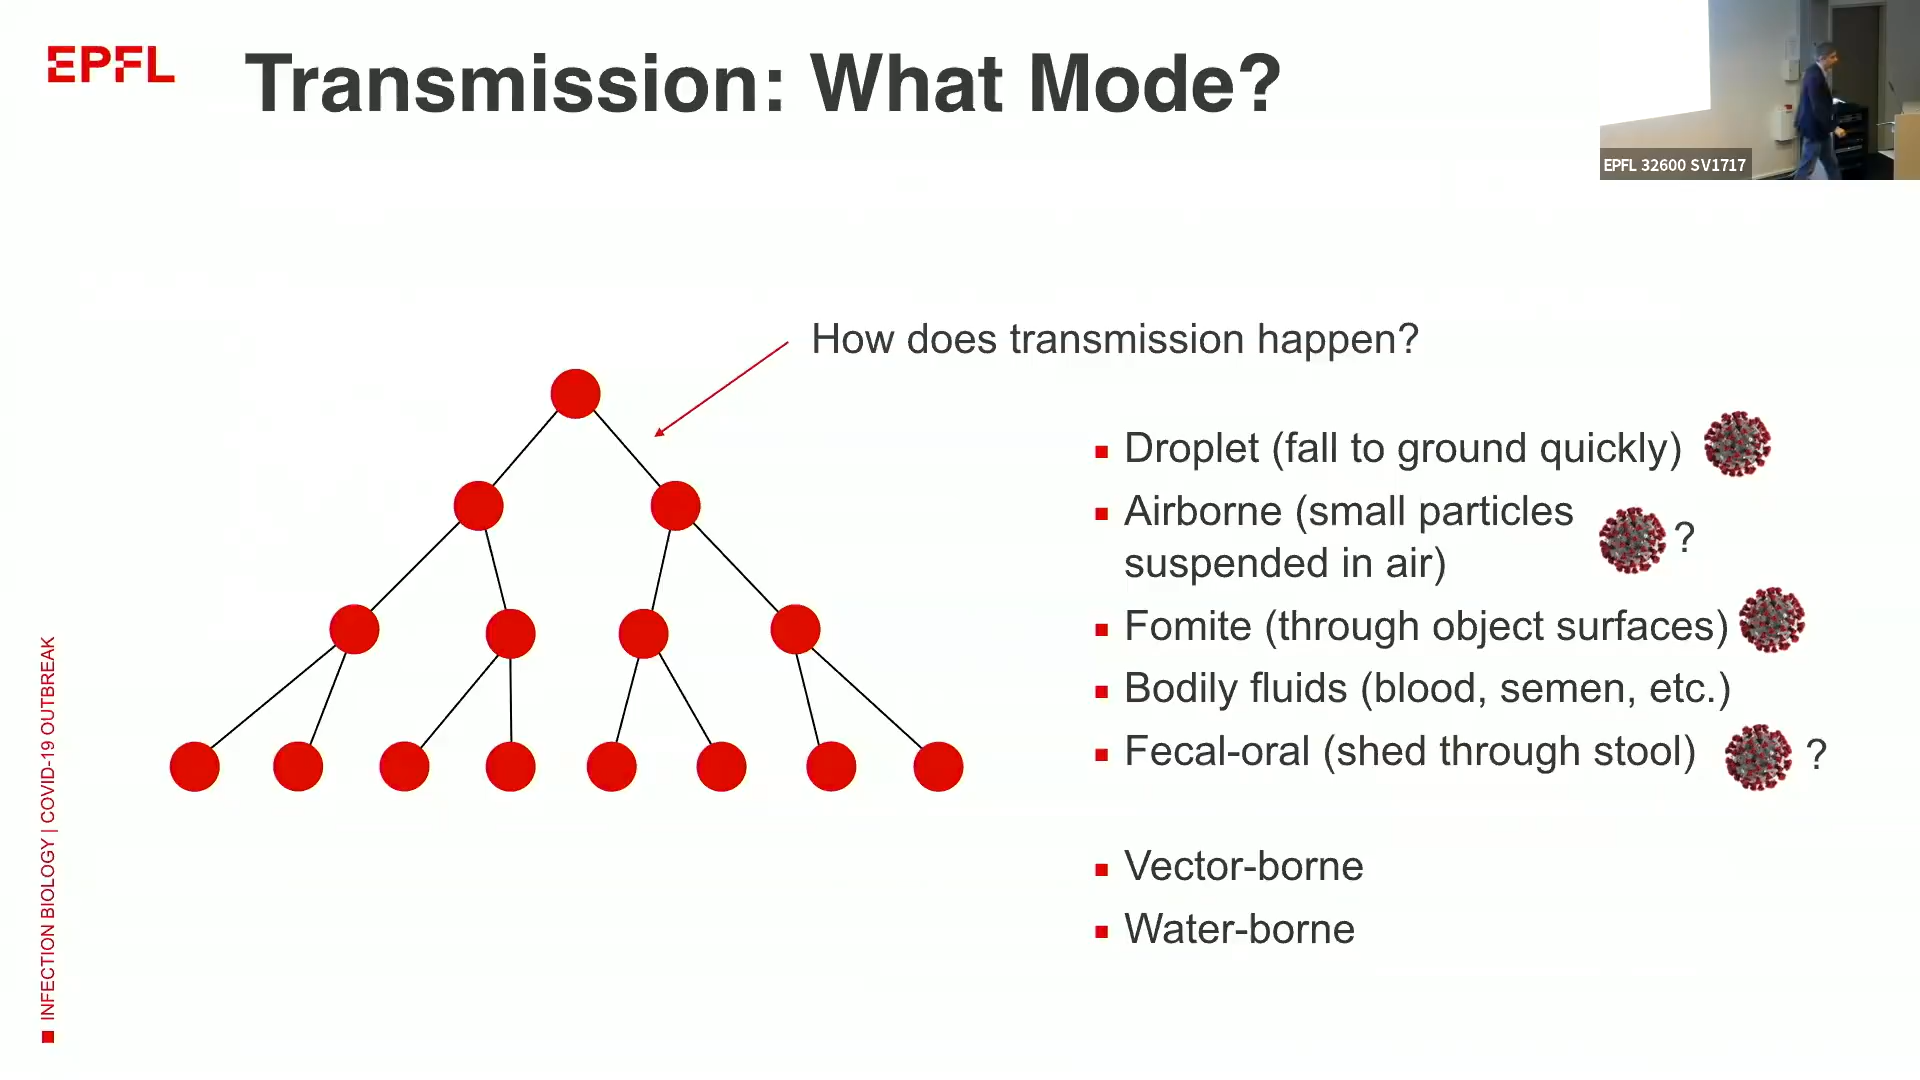 EPFL
Transmission: What Mode?
EPFL 32600 SV1717
How does transmission happen?
Droplet (fall to ground quickly)
Airborne (small particles
suspended in air)
?
Fomite (through object surfaces)
Bodily fluids (blood, semen, etc.)
Fecal-oral (shed through stool)
?
Vector-borne
Water-borne
INFECTION BIOLOGY | COVID-19 OUTBREAK